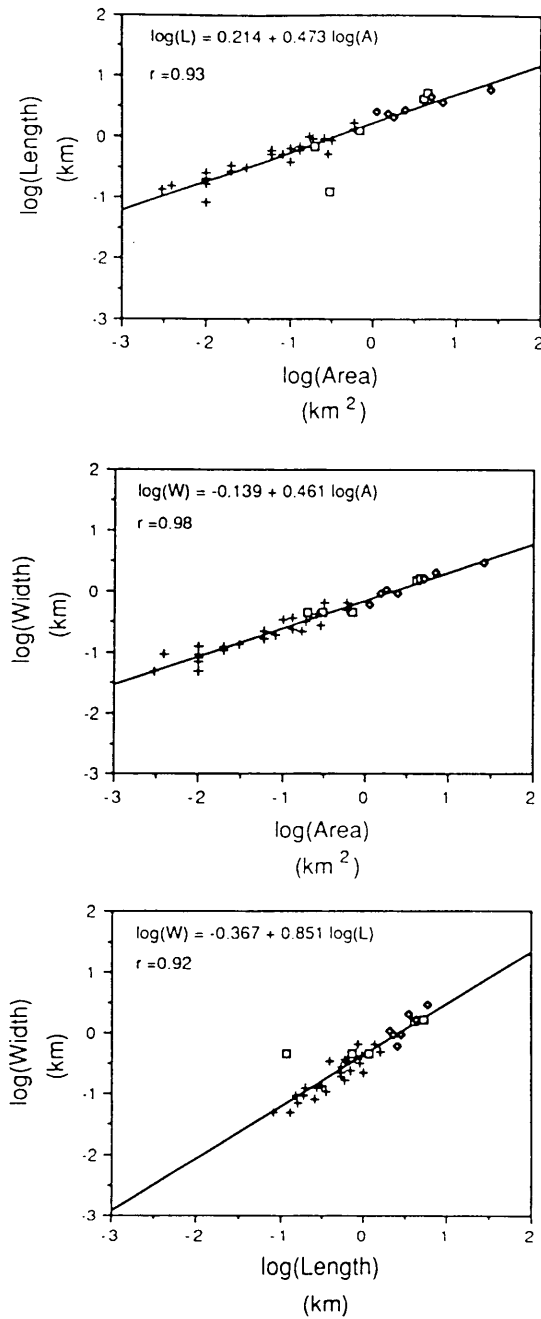 log(L) = 0.214 + 0.473 log(A)
r = 0.93
log(Length)
(km)
2
1
0
-1
-2
-3
-3 -2 -1 0 1 2
log(Area)
(km 2)
log(W) = -0.139 + 0.461 log(A)
r = 0.98
log(Width)
(km)
2
1
0
-1
-2
-3
-3 -2 -1 0 1 2
log(Area)
(km 2)
log(W) = -0.367 + 0.851 log(L)
r = 0.92
log(Width)
(km)
2
1
0
-1
-2
-3
-3 -2 -1 0 1 2
log(Length)
(km)